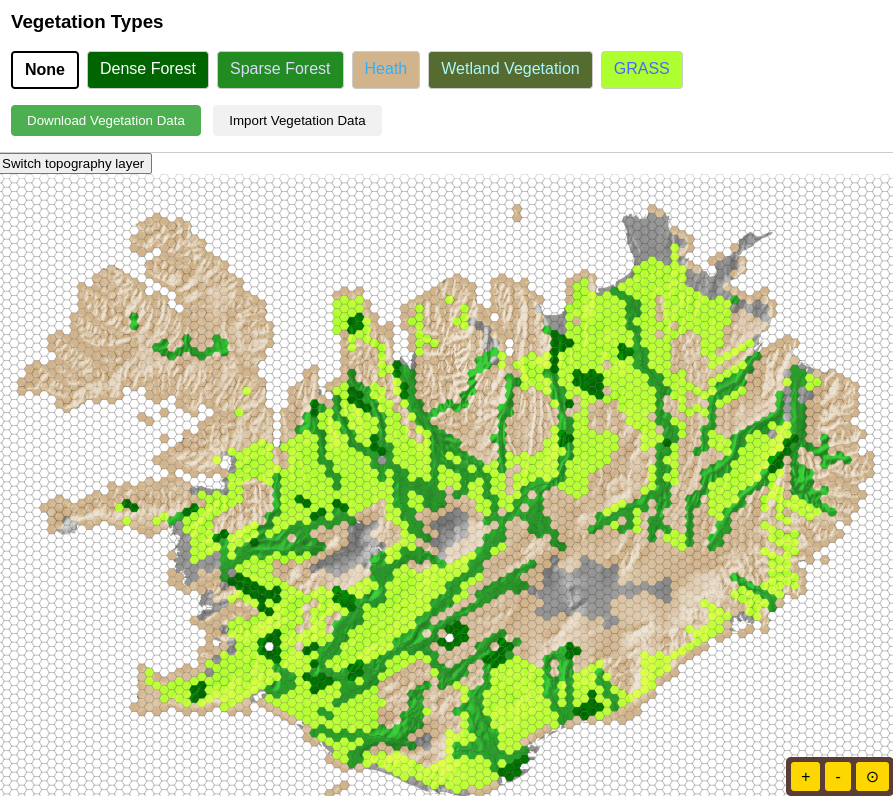 Vegetation Types
None Dense Forest Sparse Forest Heath Wetland Vegetation GRASS
Download Vegetation Data Import Vegetation Data
Switch topography layer
+ - ⊙